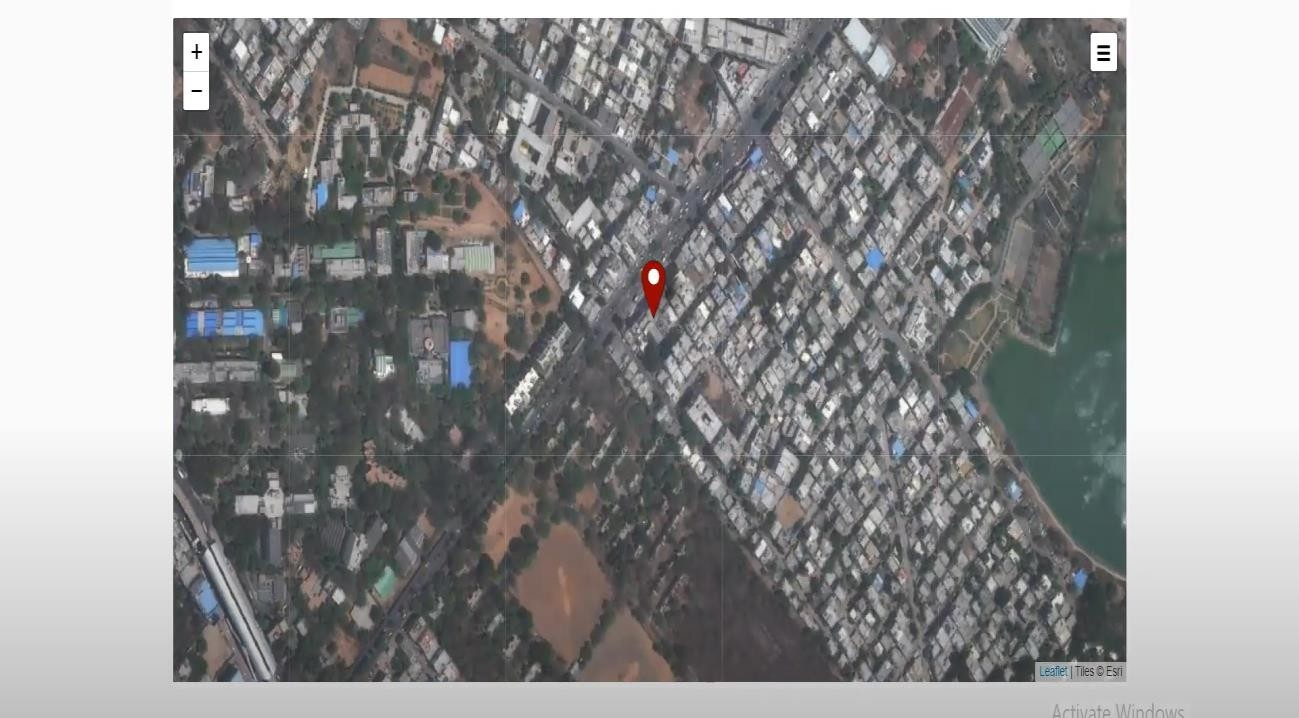 +
−
Leaflet | Tiles © Esri
Activate Windows